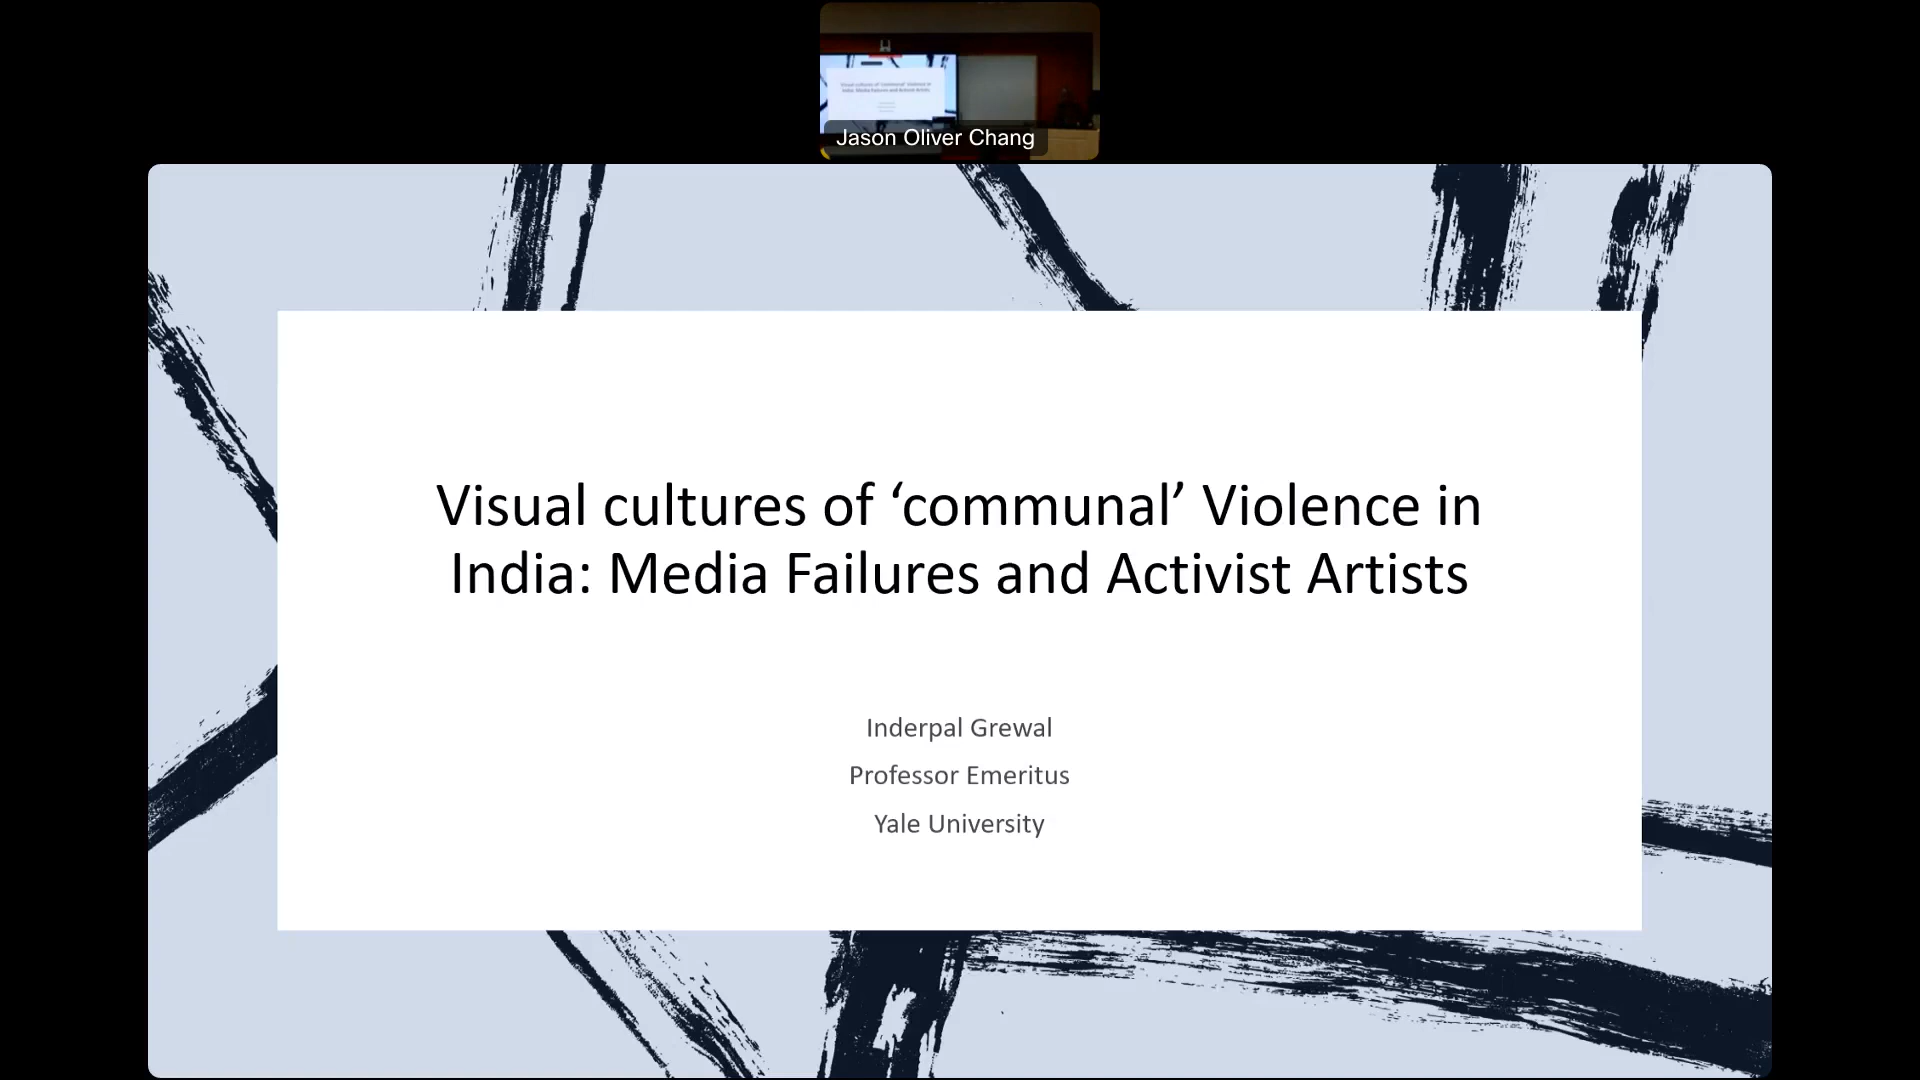 Jason Oliver Chang
Visual cultures of ‘communal’ Violence in
India: Media Failures and Activist Artists
Inderpal Grewal
Professor Emeritus
Yale University